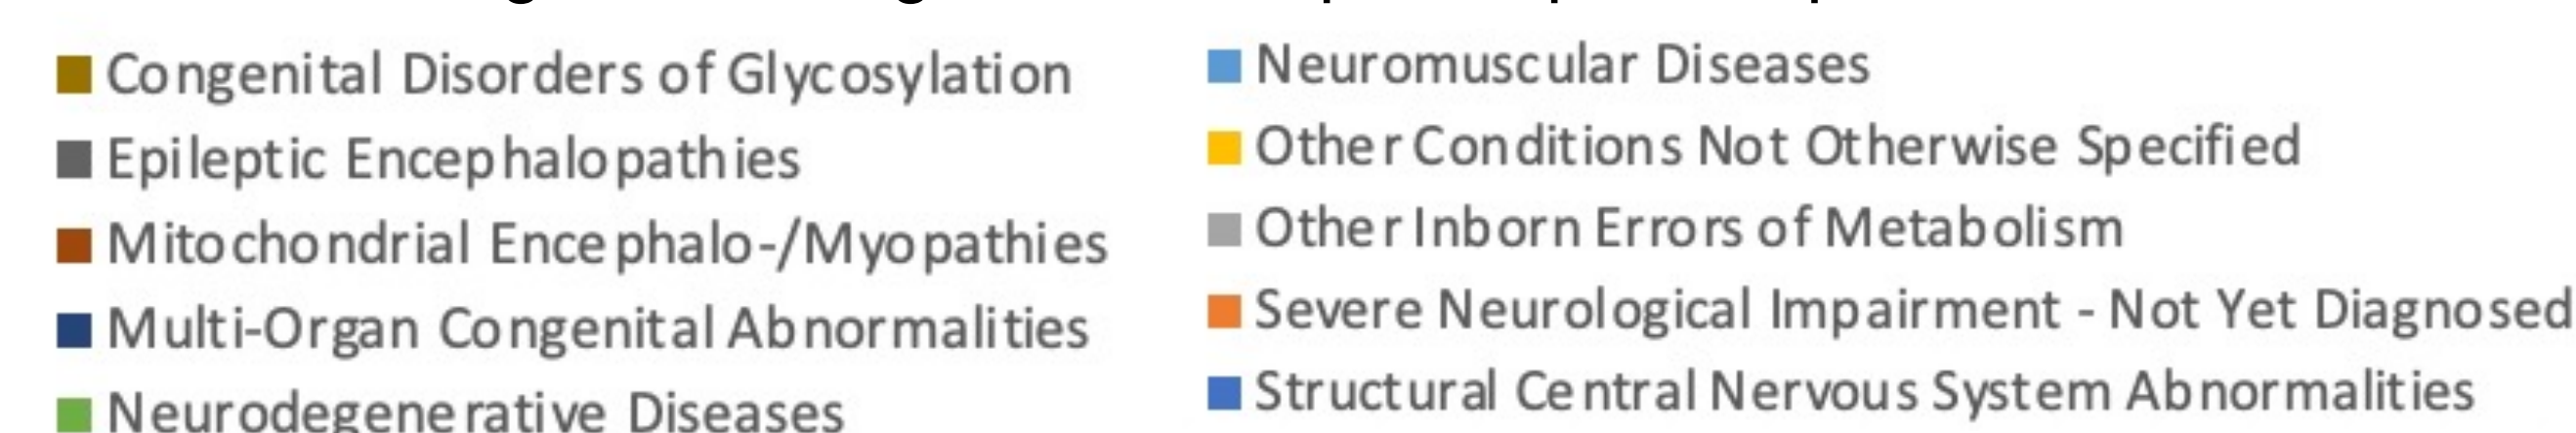 Congenital Disorders of Glycosylation
Epileptic Encephalopathies
Mitochondrial Encephalo-/Myopathies
Multi-Organ Congenital Abnormalities
Neurodegenerative Diseases
Neuromuscular Diseases
Other Conditions Not Otherwise Specified
Other Inborn Errors of Metabolism
Severe Neurological Impairment - Not Yet Diagnosed
Structural Central Nervous System Abnormalities